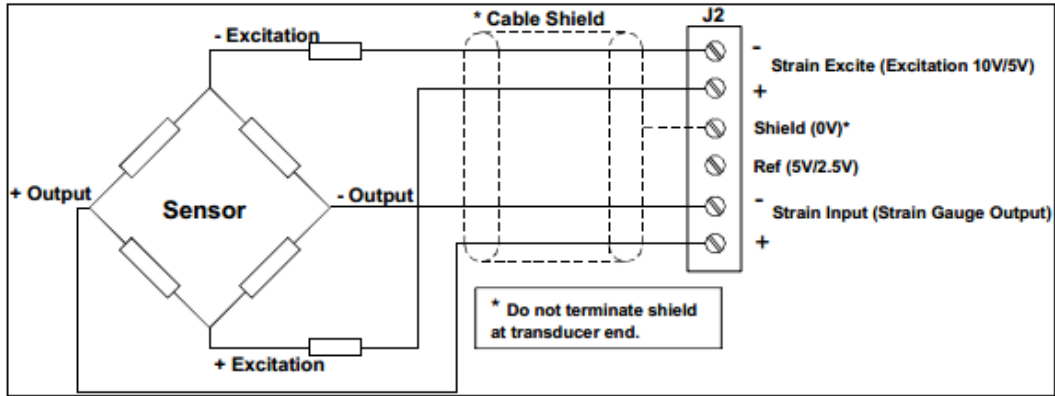 * Cable Shield
J2
- Excitation
-
Strain Excite (Excitation 10V/5V)
+
Shield (0V)*
Ref (5V/2.5V)
+ Output
- Output
Sensor
-
Strain Input (Strain Gauge Output)
+
* Do not terminate shield
at transducer end.
+ Excitation